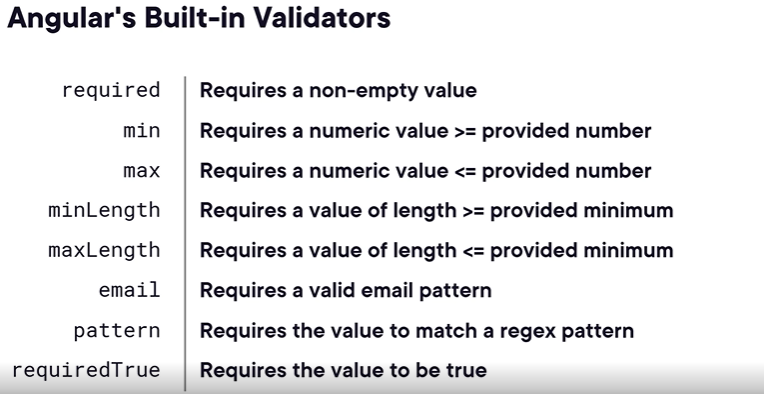 Angular's Built-in Validators
required Requires a non-empty value
min Requires a numeric value >= provided number
max Requires a numeric value <= provided number
minLength Requires a value of length >= provided minimum
maxLength Requires a value of length <= provided minimum
email Requires a valid email pattern
pattern Requires the value to match a regex pattern
requiredTrue Requires the value to be true